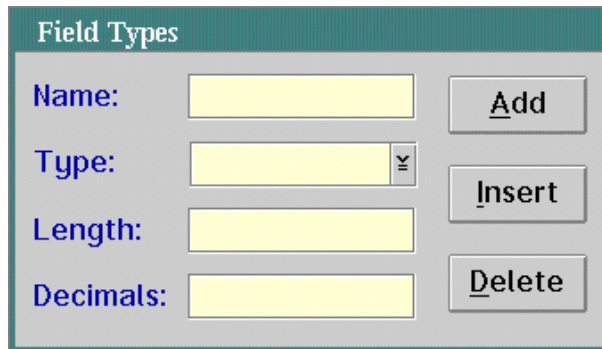 Field Types
Name:
Add
Type:
Insert
Length:
Delete
Decimals: